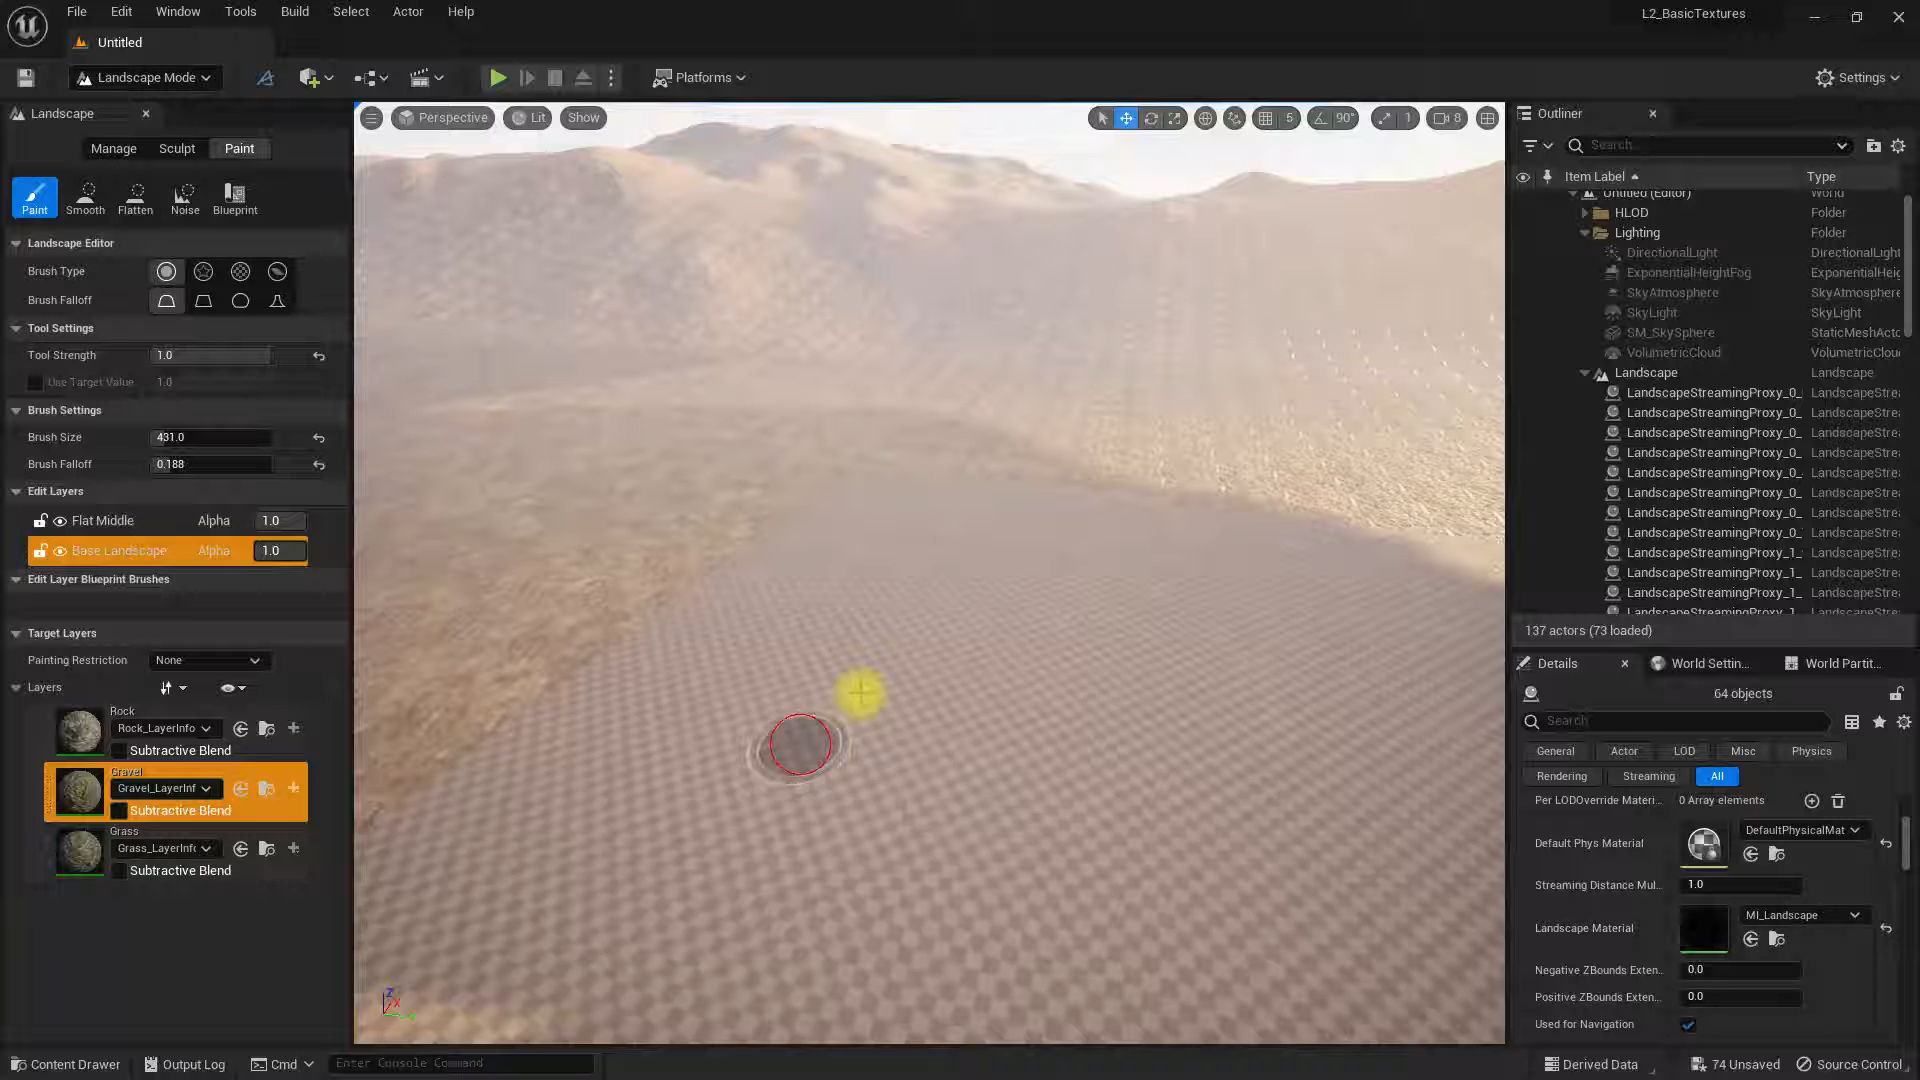 File Edit Window Tools Build Select Actor Help
L2_BasicTextures
Untitled
Landscape Mode
Platforms
Settings
Landscape
Manage Sculpt Paint
Paint Smooth Flatten Noise Blueprint
Landscape Editor
Brush Type
Brush Falloff
Tool Settings
Tool Strength 1.0
Use Target Value 1.0
Brush Settings
Brush Size 431.0
Brush Falloff 0.188
Edit Layers
Flat Middle Alpha 1.0
Base Landscape Alpha 1.0
Edit Layer Blueprint Brushes
Target Layers
Painting Restriction None
Layers
Rock
Rock_LayerInfo
Subtractive Blend
Gravel
Gravel_LayerInf
Subtractive Blend
Grass
Grass_LayerInfo
Subtractive Blend
Perspective Lit Show
5 90° 1 8
Z
X
Outliner
Search...
Item Label Type
Untitled (Editor) World
HLOD Folder
Lighting Folder
DirectionalLight DirectionalLight
ExponentialHeightFog ExponentialHeig
SkyAtmosphere SkyAtmosphere
SkyLight SkyLight
SM_SkySphere StaticMeshActo
VolumetricCloud VolumetricClou
Landscape Landscape
LandscapeStreamingProxy_0_ LandscapeStrea
LandscapeStreamingProxy_0_ LandscapeStrea
LandscapeStreamingProxy_0_ LandscapeStrea
LandscapeStreamingProxy_0_ LandscapeStrea
LandscapeStreamingProxy_0_ LandscapeStrea
LandscapeStreamingProxy_0_ LandscapeStrea
LandscapeStreamingProxy_0_ LandscapeStrea
LandscapeStreamingProxy_0_ LandscapeStrea
LandscapeStreamingProxy_1_ LandscapeStrea
LandscapeStreamingProxy_1_ LandscapeStrea
LandscapeStreamingProxy_1_ LandscapeStrea
LandscapeStreamingProxy_1_ LandscapeStrea
137 actors (73 loaded)
Details World Settin... World Partit...
64 objects
Search
General Actor LOD Misc Physics
Rendering Streaming All
Per LODOverride Materi... 0 Array elements
Default Phys Material DefaultPhysicalMat
Streaming Distance Mul... 1.0
Landscape Material MI_Landscape
Negative ZBounds Exten... 0.0
Positive ZBounds Exten... 0.0
Used for Navigation
Content Drawer Output Log Cmd Enter Console Command
Derived Data 74 Unsaved Source Control